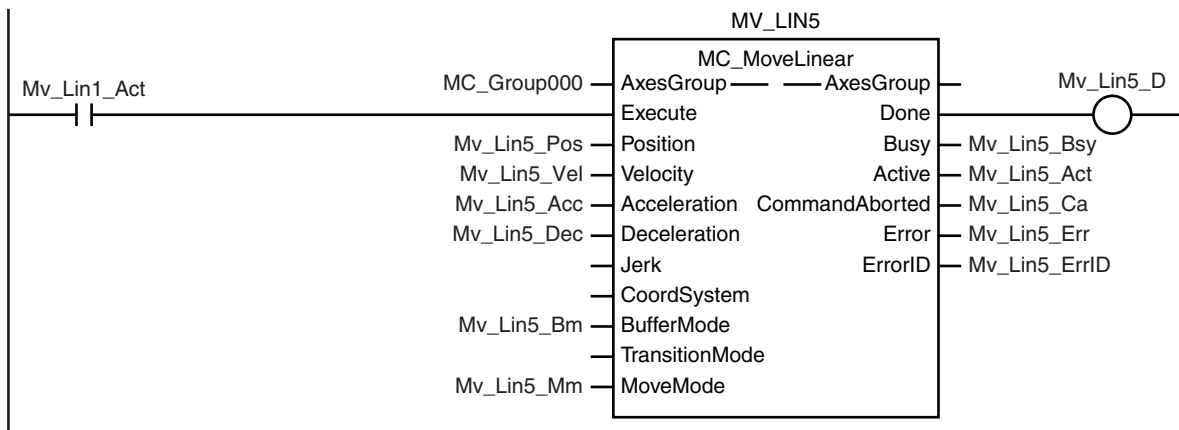 MV_LIN5
MC_MoveLinear
MC_Group000 AxesGroup AxesGroup
Mv_Lin1_Act Execute Done Mv_Lin5_D
Mv_Lin5_Pos Position Busy Mv_Lin5_Bsy
Mv_Lin5_Vel Velocity Active Mv_Lin5_Act
Mv_Lin5_Acc Acceleration CommandAborted Mv_Lin5_Ca
Mv_Lin5_Dec Deceleration Error Mv_Lin5_Err
Jerk ErrorID Mv_Lin5_ErrID
CoordSystem
Mv_Lin5_Bm BufferMode
TransitionMode
Mv_Lin5_Mm MoveMode